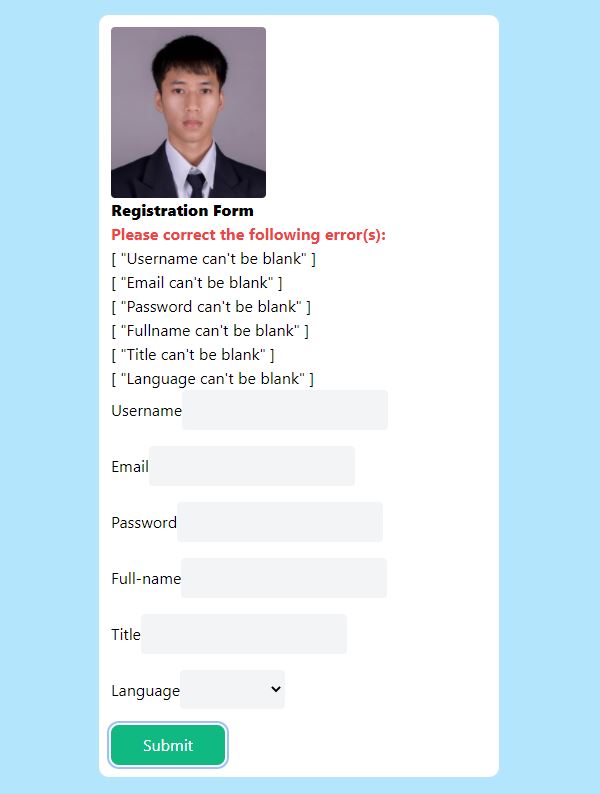 Registration Form
Please correct the following error(s):
[ "Username can't be blank" ]
[ "Email can't be blank" ]
[ "Password can't be blank" ]
[ "Fullname can't be blank" ]
[ "Title can't be blank" ]
[ "Language can't be blank" ]
Username
Email
Password
Full-name
Title
Language
Submit